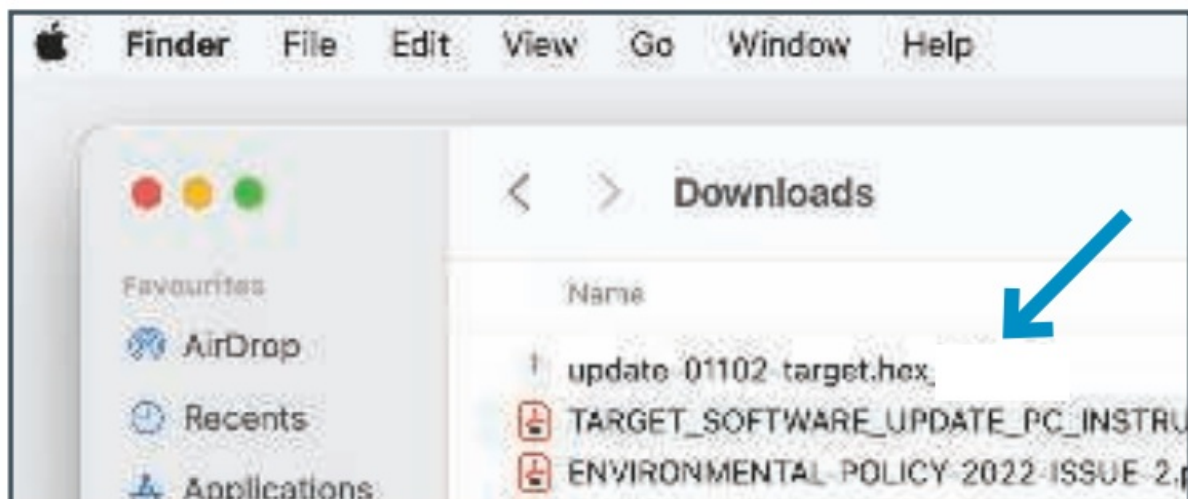 Finder File Edit View Go Window Help
Downloads
Favourites
Name
AirDrop
update-01102-target.hex_
Recents
TARGET_SOFTWARE_UPDATE_PC_INSTRU
Applications
ENVIRONMENTAL-POLICY-2022-ISSUE-2.p